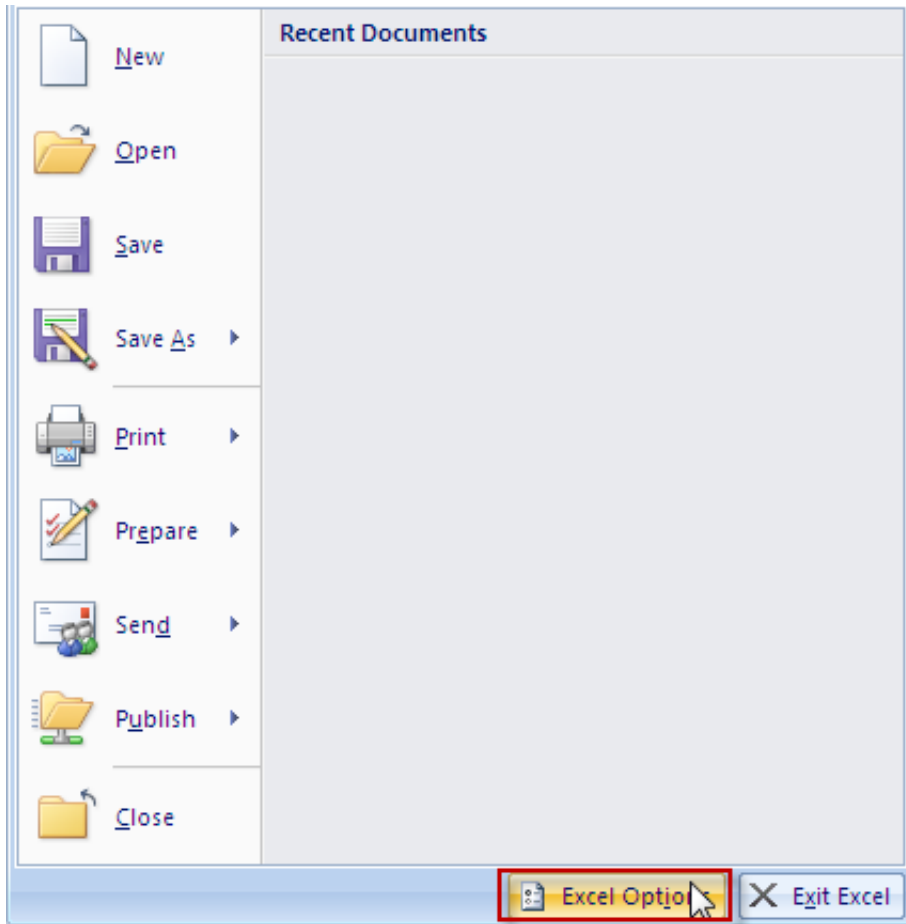 New
Recent Documents
Open
Save
Save As
Print
Prepare
Send
Publish
Close
Excel Options
Exit Excel